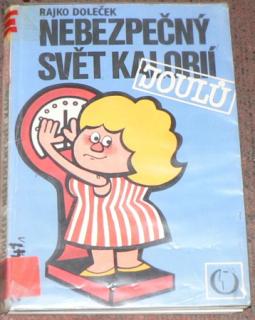 RAJKO DOLEČEK
NEBEZPEČNÝ
SVĚT KALORIÍ
JOULŮ